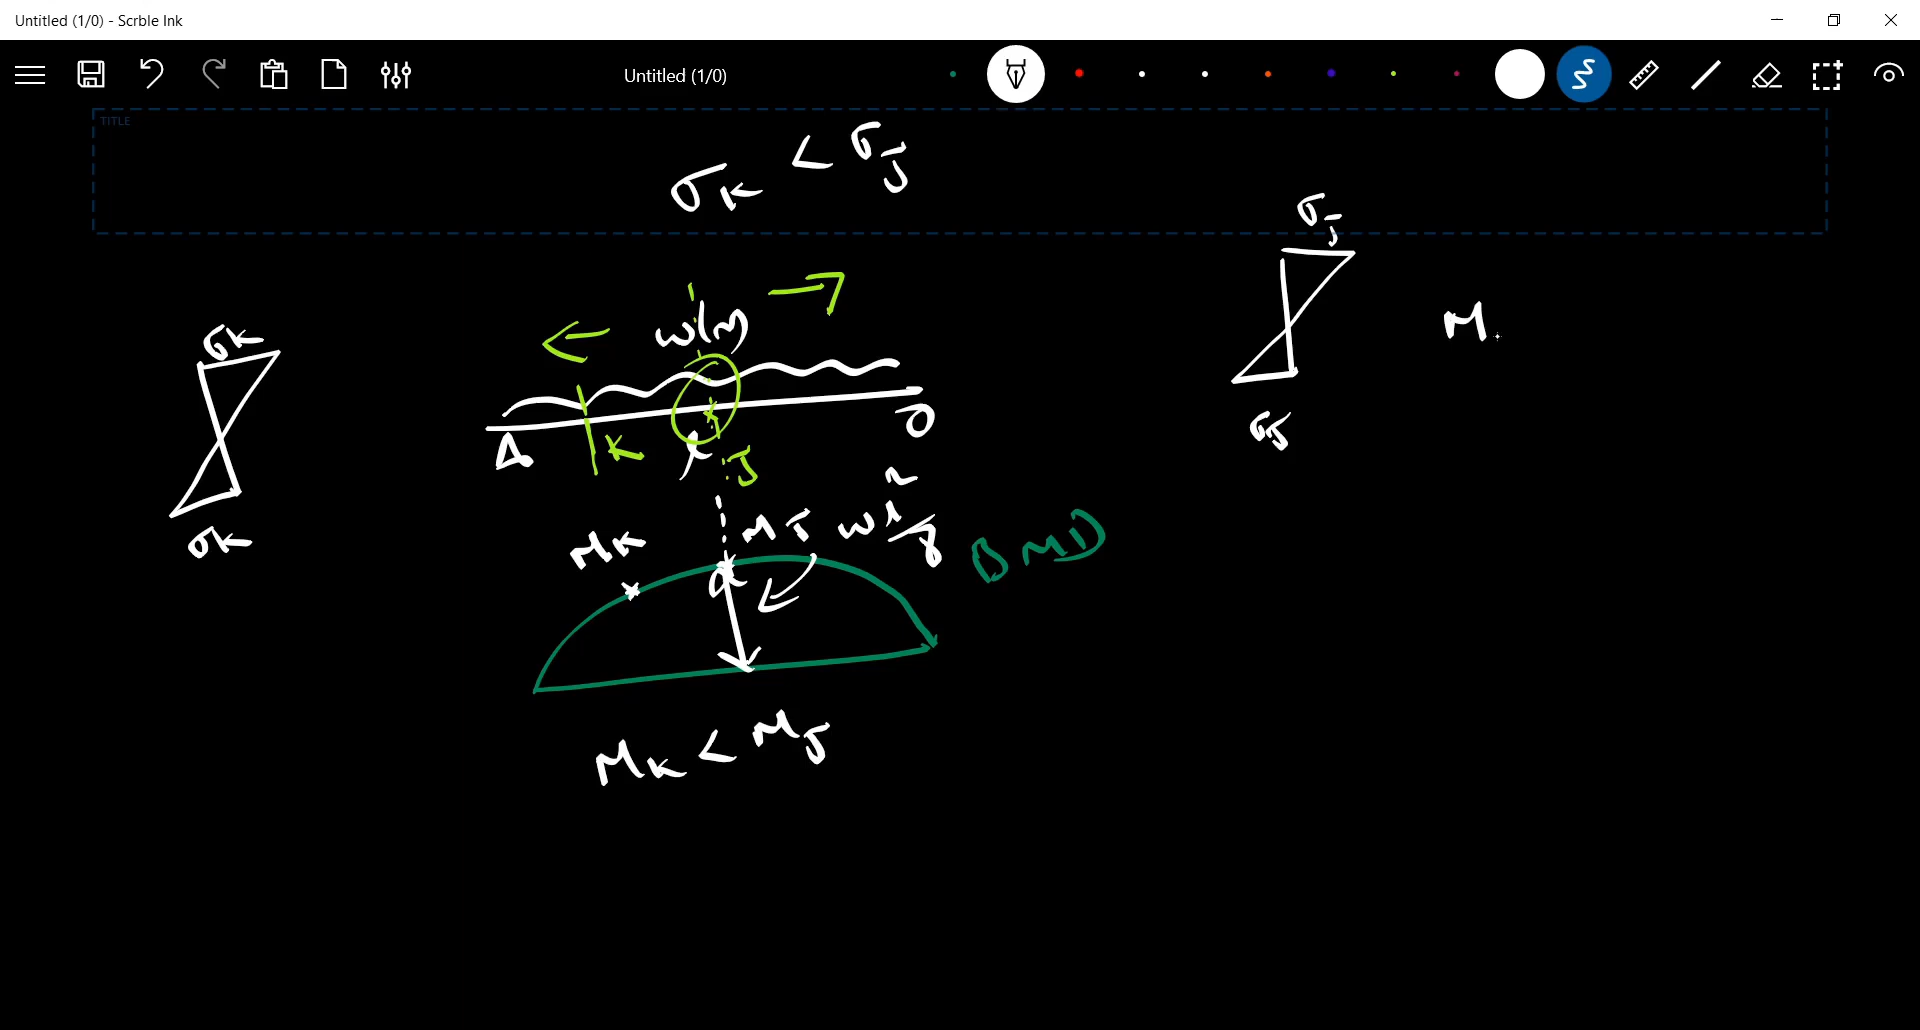 Untitled (1/0) - Scrble Ink
Untitled (1/0)
TITLE
σK < σJ
σJ
w/m
σK
M
A
K
l
J
σJ
MK
MJ
wl²/8
BMD
σK
MK < MJ